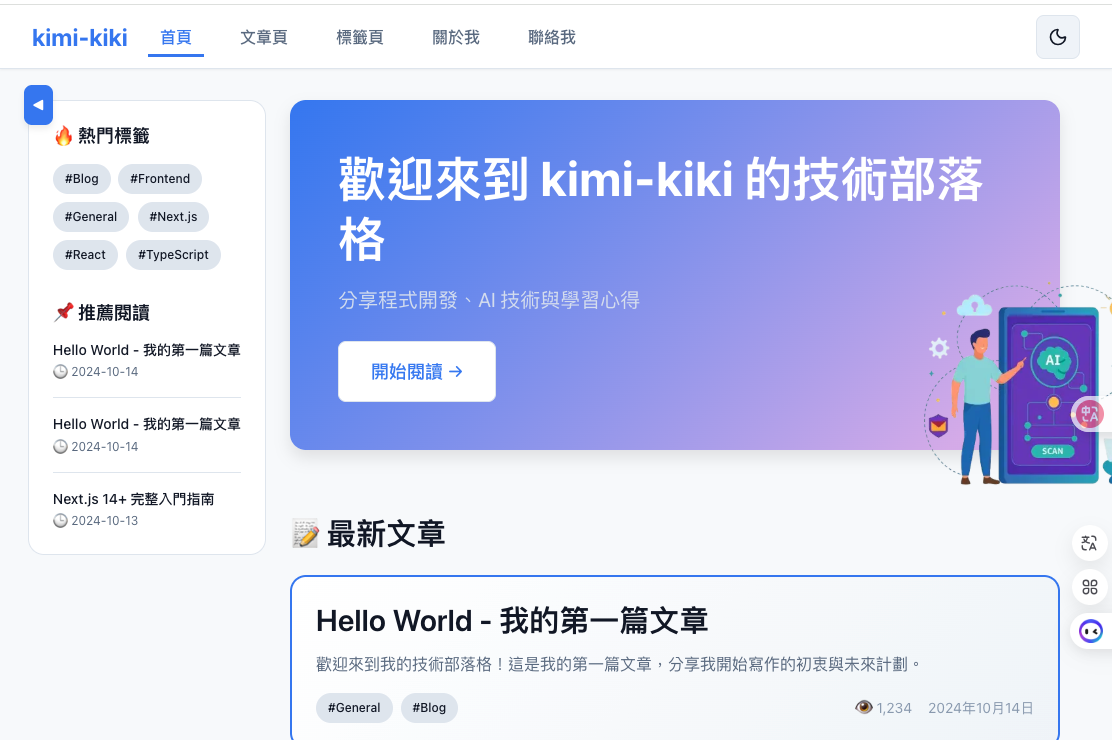 kimi-kiki
首頁
文章頁
標籤頁
關於我
聯絡我
🔥 熱門標籤
#Blog
#Frontend
#General
#Next.js
#React
#TypeScript
📌 推薦閱讀
Hello World - 我的第一篇文章
🕒 2024-10-14
Hello World - 我的第一篇文章
🕒 2024-10-14
Next.js 14+ 完整入門指南
🕒 2024-10-13
歡迎來到 kimi-kiki 的技術部落
格
分享程式開發、AI 技術與學習心得
開始閱讀 →
AI
SCAN
📝 最新文章
Hello World - 我的第一篇文章
歡迎來到我的技術部落格！這是我的第一篇文章，分享我開始寫作的初衷與未來計劃。
#General
#Blog
👁️ 1,234
2024年10月14日